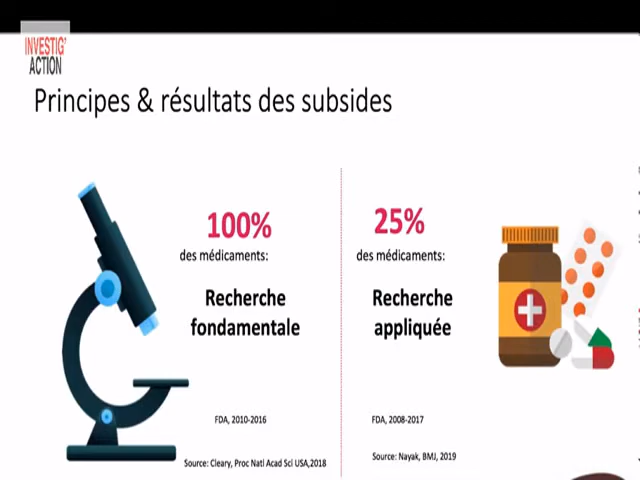 INVESTIG'
ACTION
Principes & résultats des subsides
100%
des médicaments:
Recherche
fondamentale
FDA, 2010-2016
Source: Cleary, Proc Natl Acad Sci USA,2018
25%
des médicaments:
Recherche
appliquée
FDA, 2008-2017
Source: Nayak, BMJ, 2019